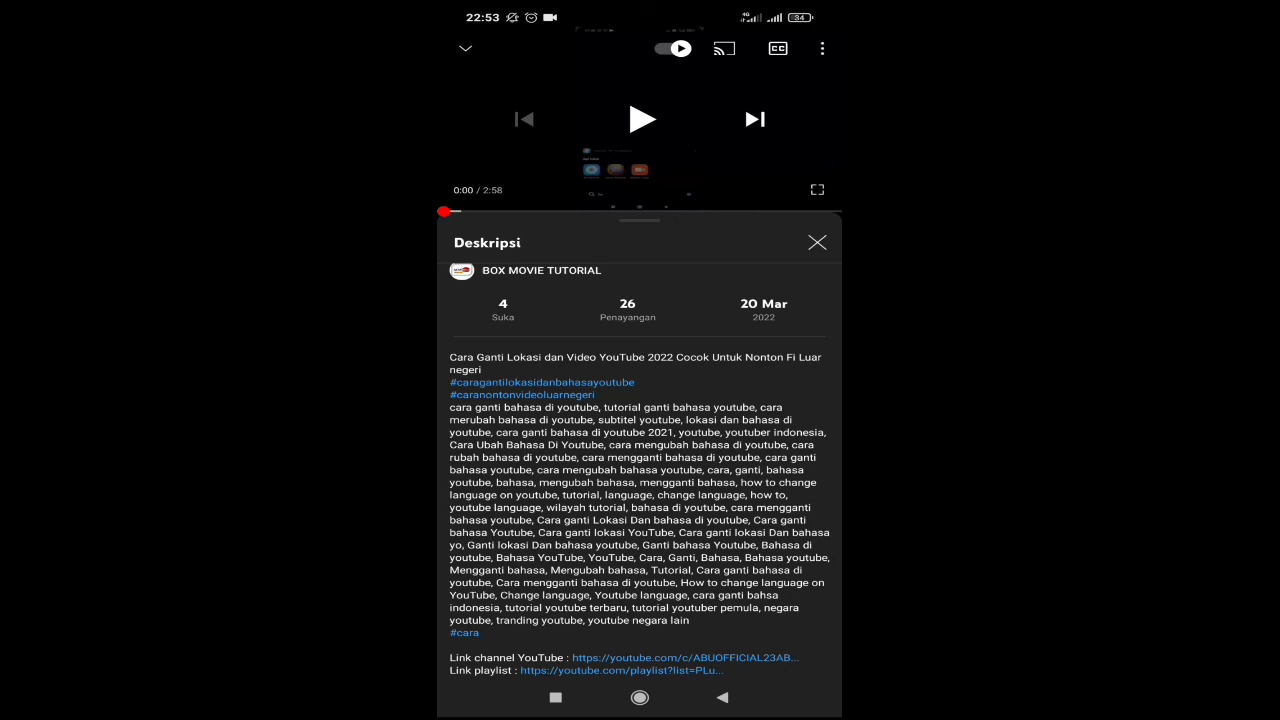 22:53
4G
34
CC
0:00 / 2:58
Deskripsi
BOX MOVIE TUTORIAL
4
26
20 Mar
Suka
Penayangan
2022
Cara Ganti Lokasi dan Video YouTube 2022 Cocok Untuk Nonton Fi Luar
negeri
#caragantilokasidanbahasayoutube
#caranontonvideoluarnegeri
cara ganti bahasa di youtube, tutorial ganti bahasa youtube, cara
merubah bahasa di youtube, subtitel youtube, lokasi dan bahasa di
youtube, cara ganti bahasa di youtube 2021, youtube, youtuber indonesia,
Cara Ubah Bahasa Di Youtube, cara mengubah bahasa di youtube, cara
rubah bahasa di youtube, cara mengganti bahasa di youtube, cara ganti
bahasa youtube, cara mengubah bahasa youtube, cara, ganti, bahasa
youtube, bahasa, mengubah bahasa, mengganti bahasa, how to change
language on youtube, tutorial, language, change language, how to,
youtube language, wilayah tutorial, bahasa di youtube, cara mengganti
bahasa youtube, Cara ganti Lokasi Dan bahasa di youtube, Cara ganti
bahasa Youtube, Cara ganti lokasi YouTube, Cara ganti lokasi Dan bahasa
yo, Ganti lokasi Dan bahasa youtube, Ganti bahasa Youtube, Bahasa di
youtube, Bahasa YouTube, YouTube, Cara, Ganti, Bahasa, Bahasa youtube,
Mengganti bahasa, Mengubah bahasa, Tutorial, Cara ganti bahasa di
youtube, Cara mengganti bahasa di youtube, How to change language on
YouTube, Change language, Youtube language, cara ganti bahsa
indonesia, tutorial youtube terbaru, tutorial youtuber pemula, negara
youtube, tranding youtube, youtube negara lain
#cara
Link channel YouTube : https://youtube.com/c/ABUOFFICIAL23AB...
Link playlist : https://youtube.com/playlist?list=PLu...